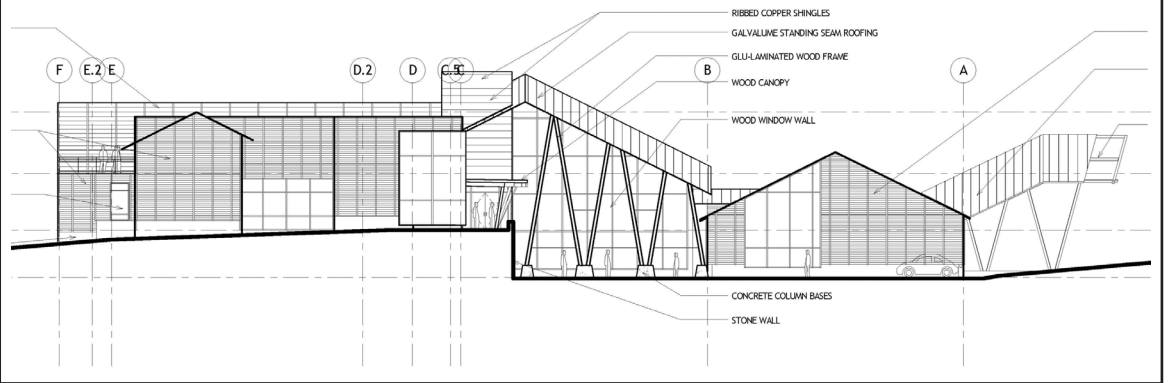 RIBBED COPPER SHINGLES
GALVALUME STANDING SEAM ROOFING
GLU-LAMINATED WOOD FRAME
F E.2 E D.2 D C.5 C B A
WOOD CANOPY
WOOD WINDOW WALL
CONCRETE COLUMN BASES
STONE WALL